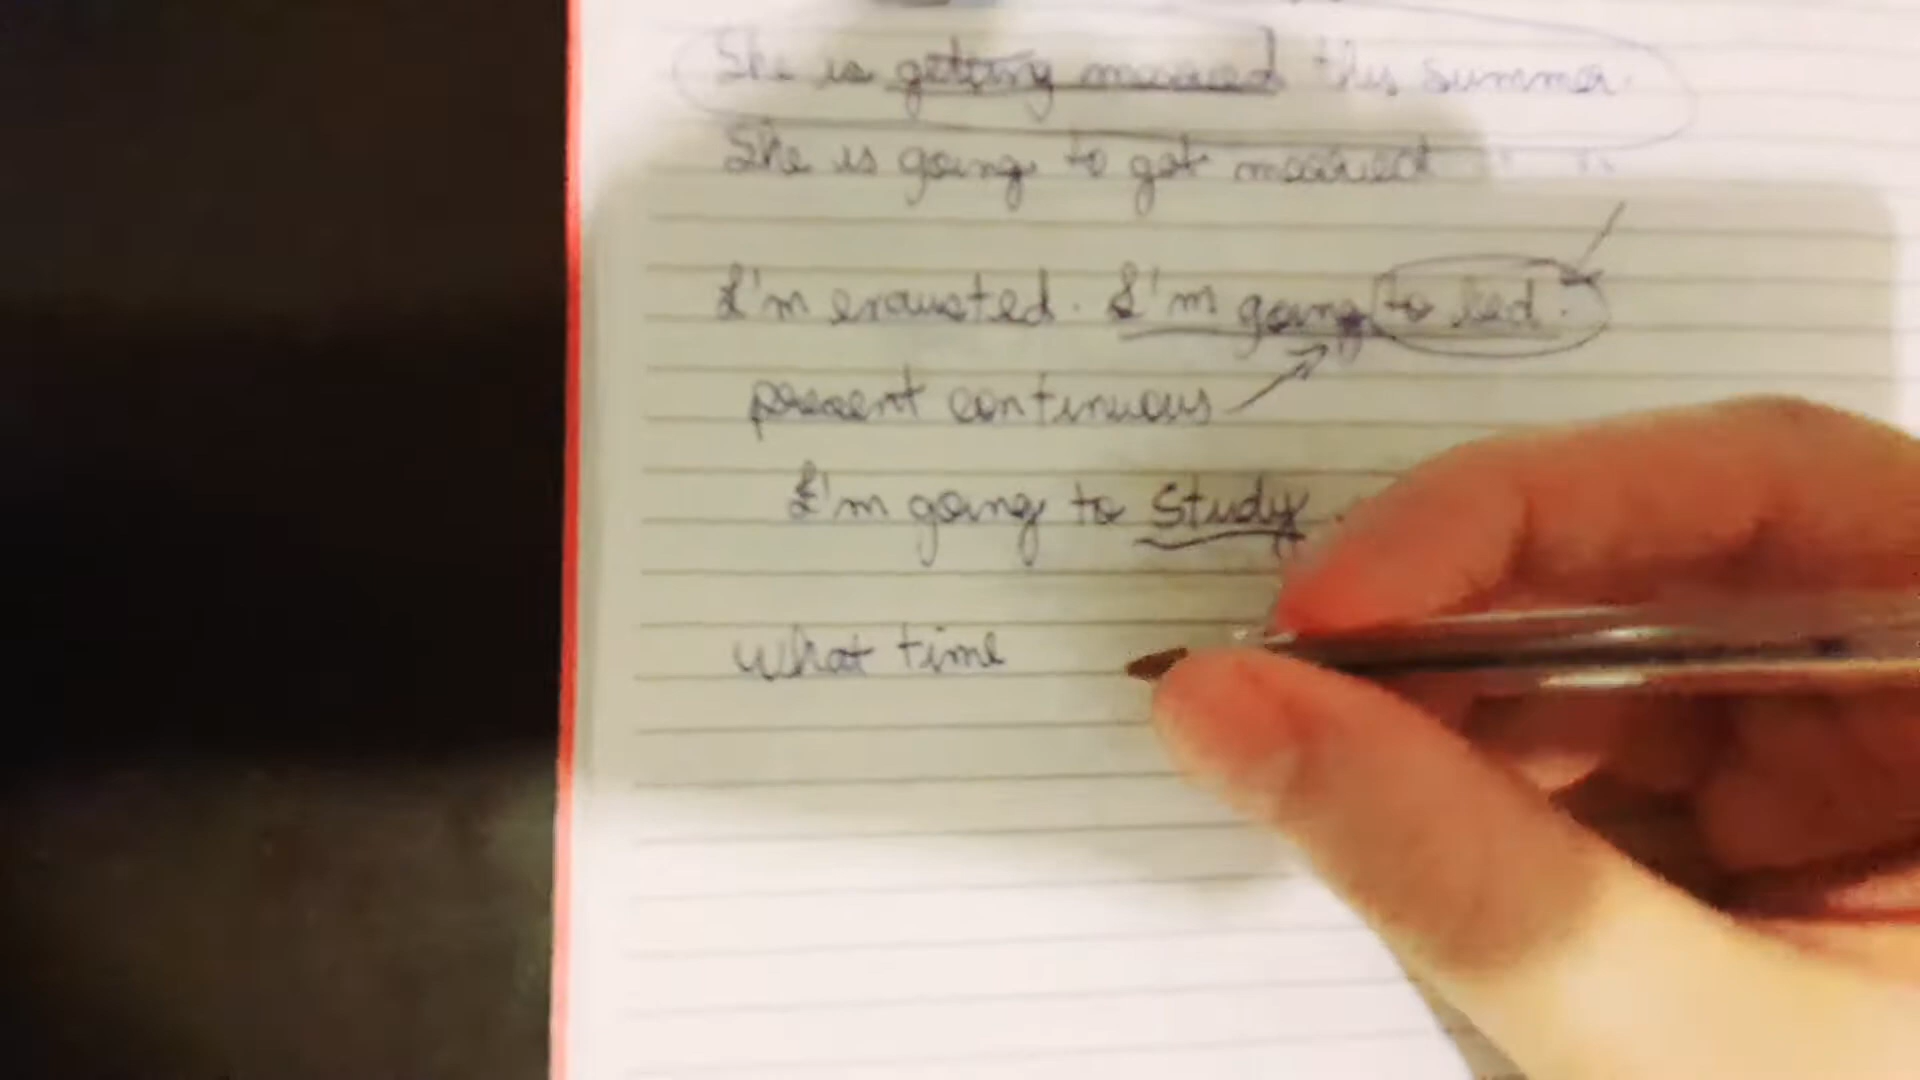 She is getting married this summer.
She is going to get married " "
I'm exausted. I'm going to bed.
present continuous
I'm going to study.
What time